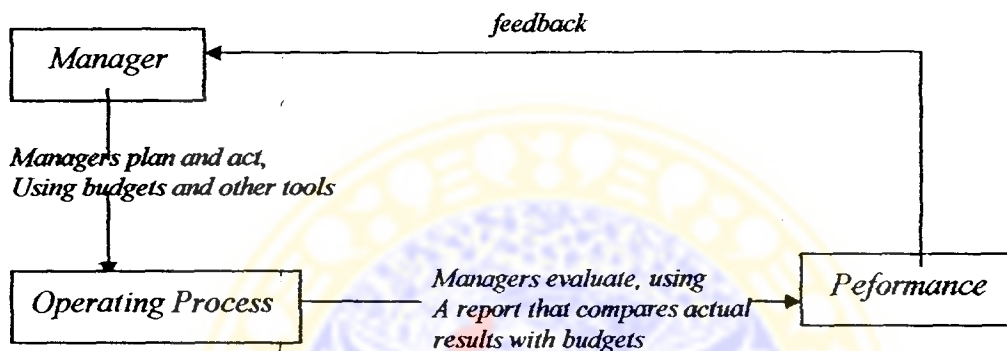 feedback
Manager
Managers plan and act,
Using budgets and other tools
Operating Process
Managers evaluate, using
A report that compares actual
results with budgets
Peformance